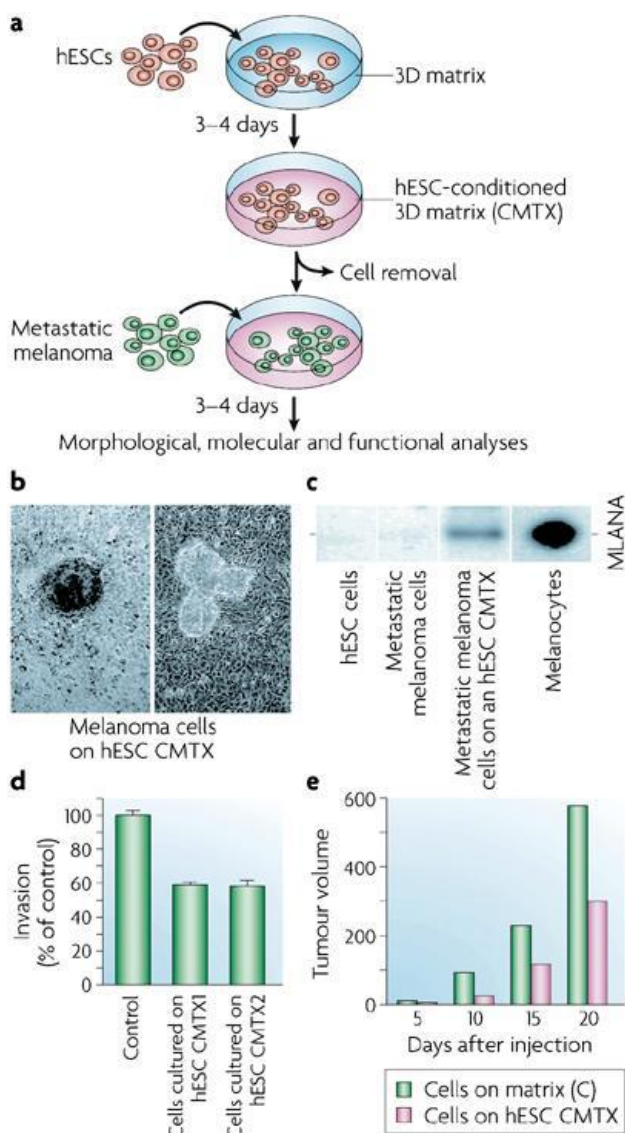 a
hESCs
3D matrix
3–4 days
hESC-conditioned
3D matrix (CMTX)
Cell removal
Metastatic
melanoma
3–4 days
Morphological, molecular and functional analyses
b
Melanoma cells
on hESC CMTX
c
MLANA
hESC cells
Metastatic
melanoma cells
Metastatic melanoma
cells on an hESC CMTX
Melanocytes
d
Invasion
(% of control)
100
80
60
40
20
0
Control
Cells cultured on
hESC CMTX1
Cells cultured on
hESC CMTX2
e
Tumour volume
600
400
200
0
5 10 15 20
Days after injection
Cells on matrix (C)
Cells on hESC CMTX